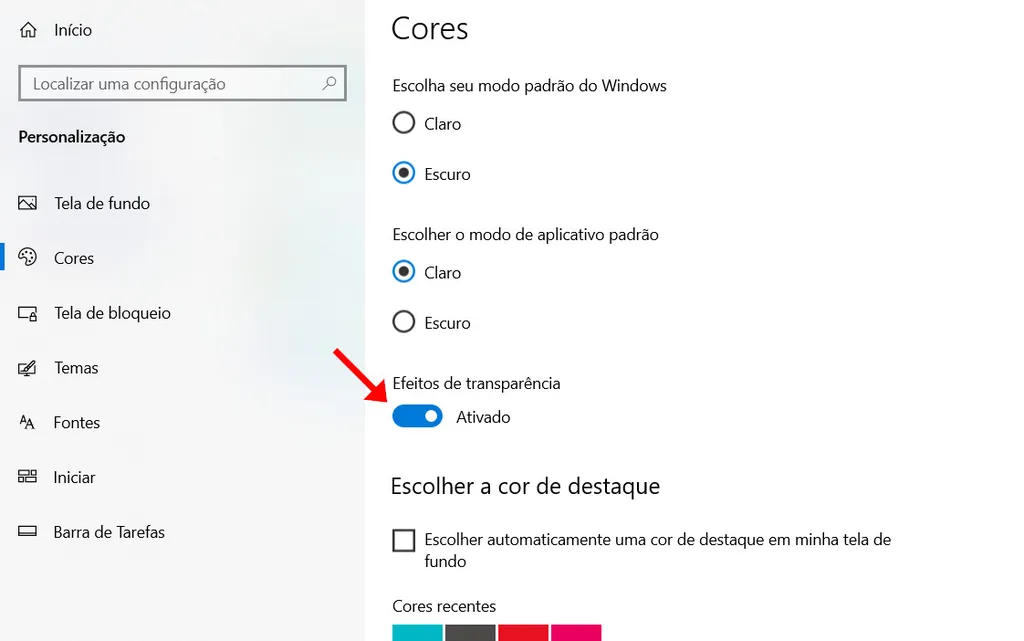 Início
Localizar uma configuração
Personalização
Tela de fundo
Cores
Tela de bloqueio
Temas
Fontes
Iniciar
Barra de Tarefas
Cores
Escolha seu modo padrão do Windows
Claro
Escuro
Escolher o modo de aplicativo padrão
Claro
Escuro
Efeitos de transparência
Ativado
Escolher a cor de destaque
Escolher automaticamente uma cor de destaque em minha tela de
fundo
Cores recentes